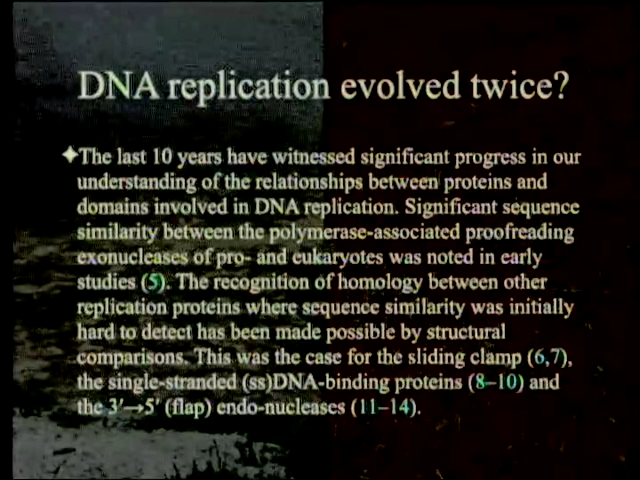 DNA replication evolved twice?
✦The last 10 years have witnessed significant progress in our
understanding of the relationships between proteins and
domains involved in DNA replication. Significant sequence
similarity between the polymerase-associated proofreading
exonucleases of pro- and eukaryotes was noted in early
studies (5). The recognition of homology between other
replication proteins where sequence similarity was initially
hard to detect has been made possible by structural
comparisons. This was the case for the sliding clamp (6,7),
the single-stranded (ss)DNA-binding proteins (8–10) and
the 3′→5′ (flap) endo-nucleases (11–14).